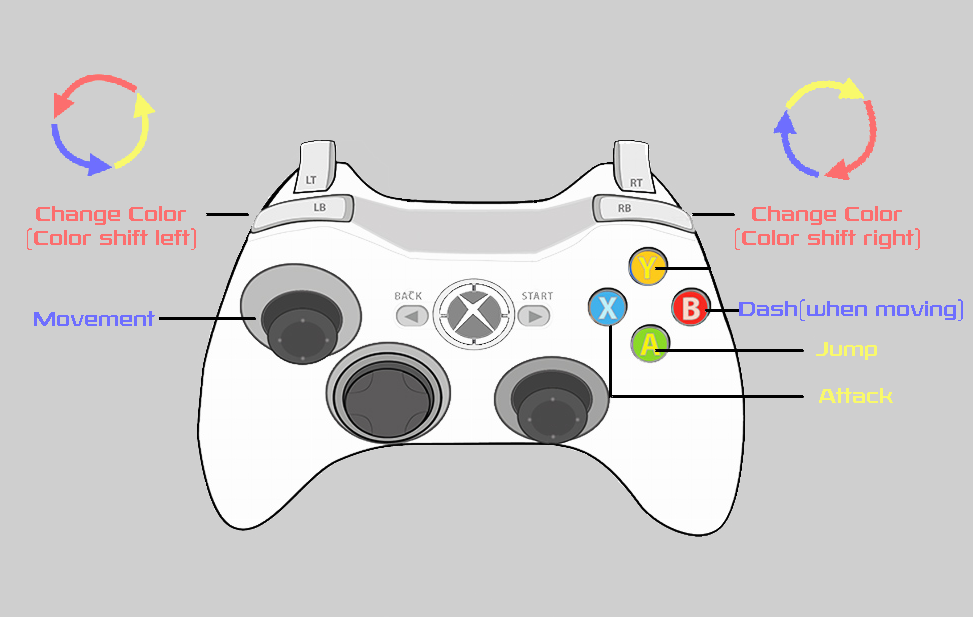 LT
RT
LB
RB
Change Color
(Color shift left)
Change Color
(Color shift right)
Y
BACK
START
X
B
Movement
Dash(when moving)
A
Jump
Attack